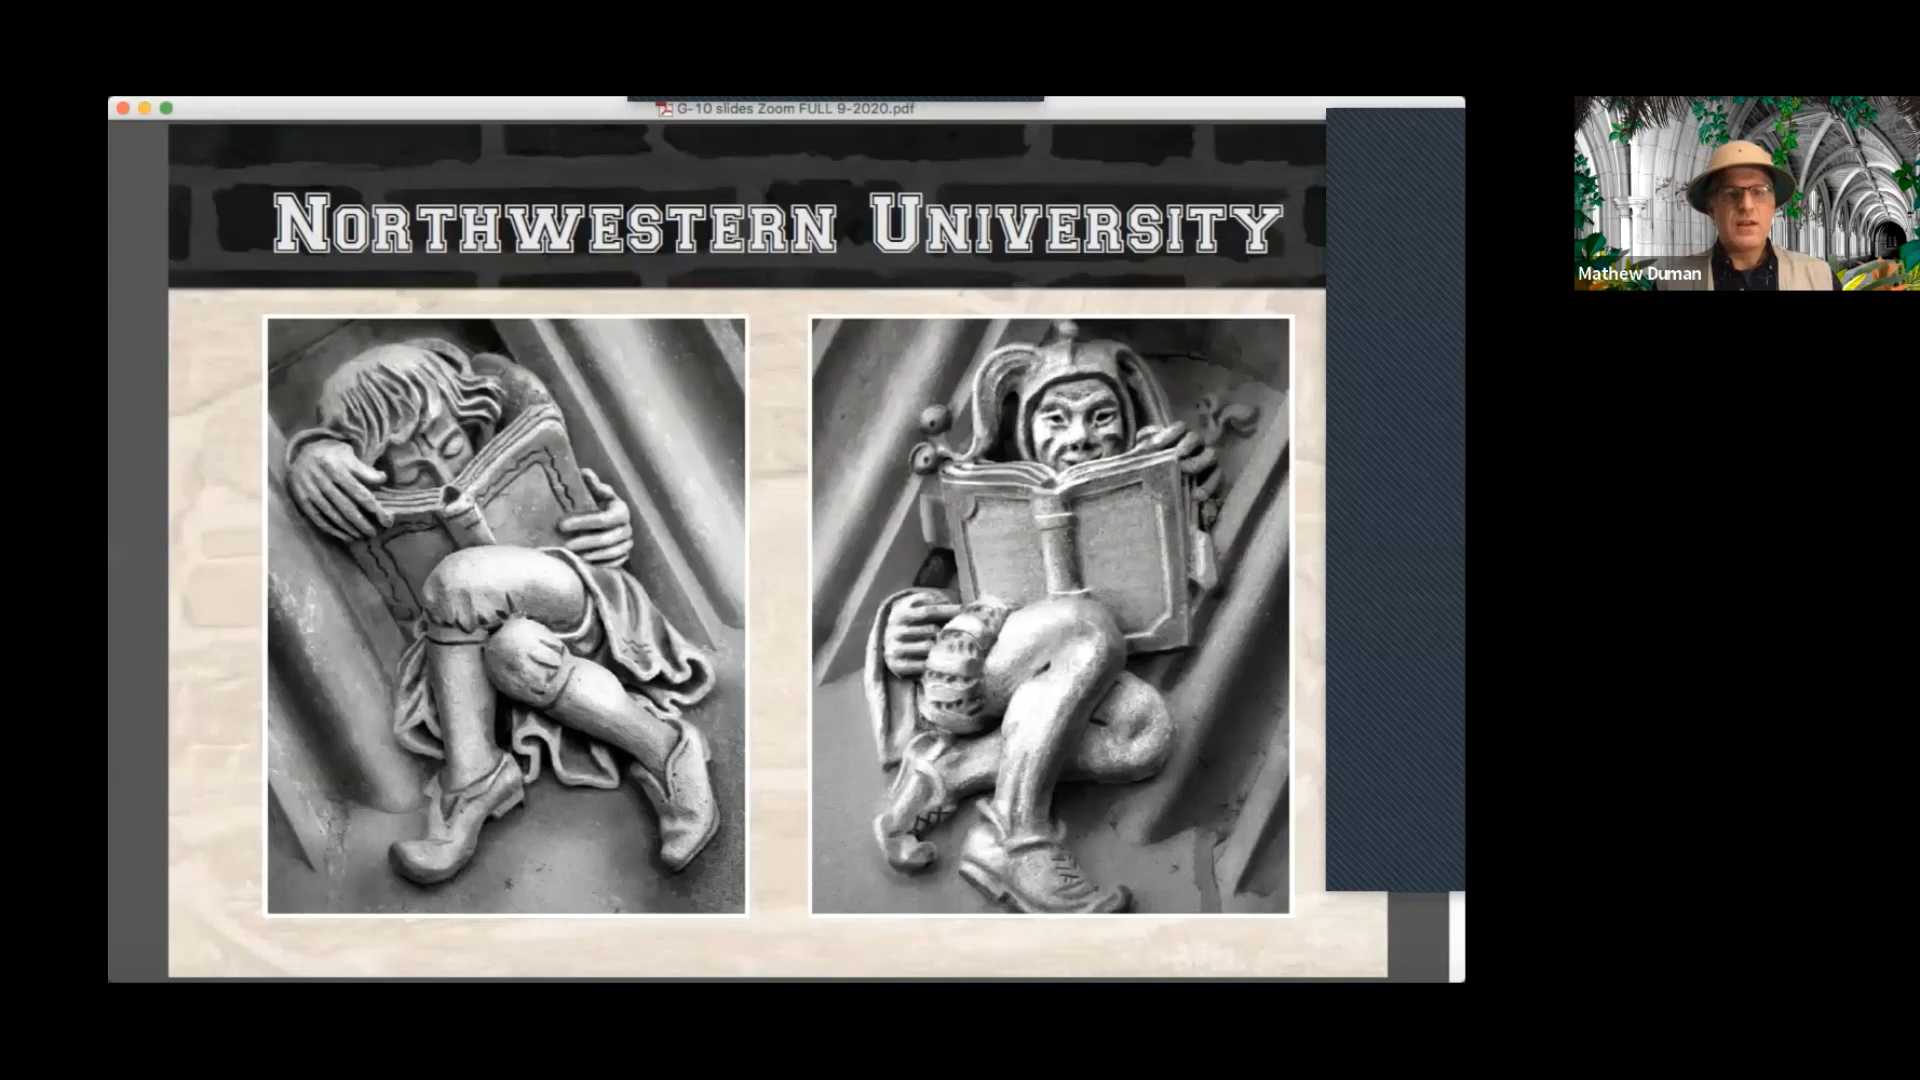 G-10 slides Zoom FULL 9-2020.pdf
NORTHWESTERN UNIVERSITY
Mathew Duman